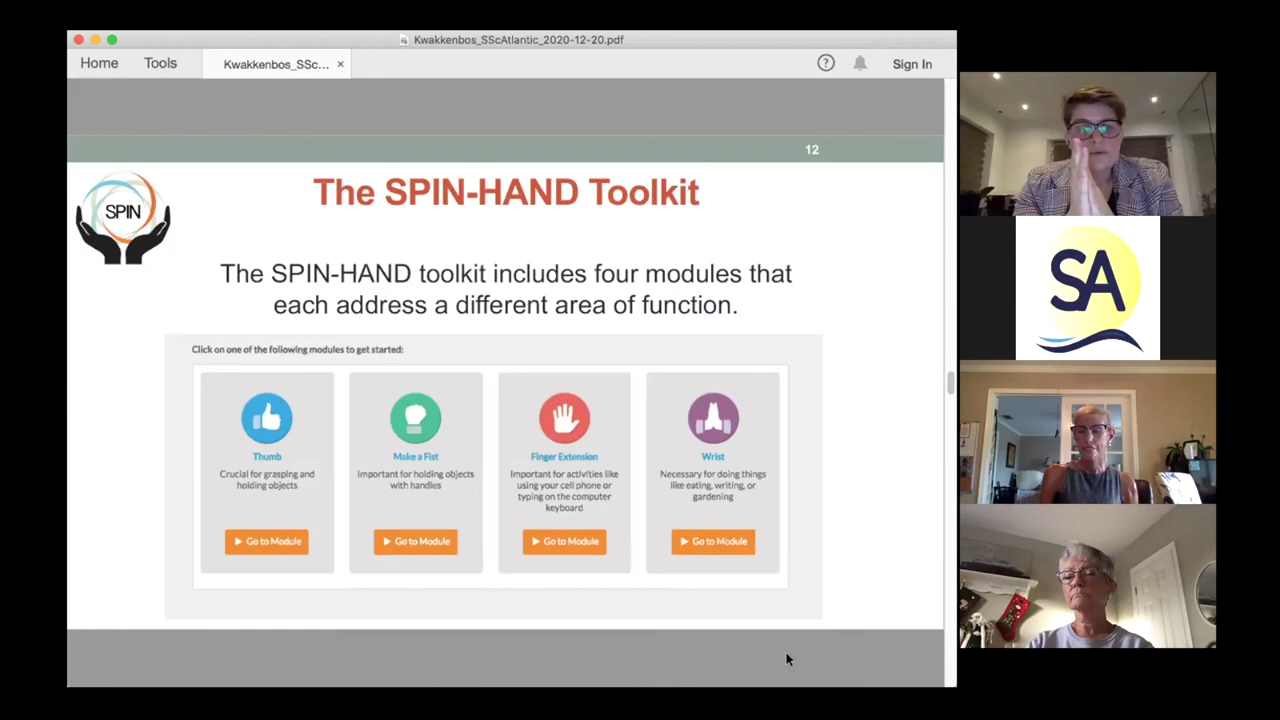 Kwakkenbos_SScAtlantic_2020-12-20.pdf
Home Tools Kwakkenbos_SSc... × ? Sign In
12
SPIN
The SPIN-HAND Toolkit
The SPIN-HAND toolkit includes four modules that
each address a different area of function.
Click on one of the following modules to get started:
Thumb
Crucial for grasping and
holding objects
Go to Module
Make a Fist
Important for holding objects
with handles
Go to Module
Finger Extension
Important for activities like
using your cell phone or
typing on the computer
keyboard
Go to Module
Wrist
Necessary for doing things
like eating, writing, or
gardening
Go to Module
SA